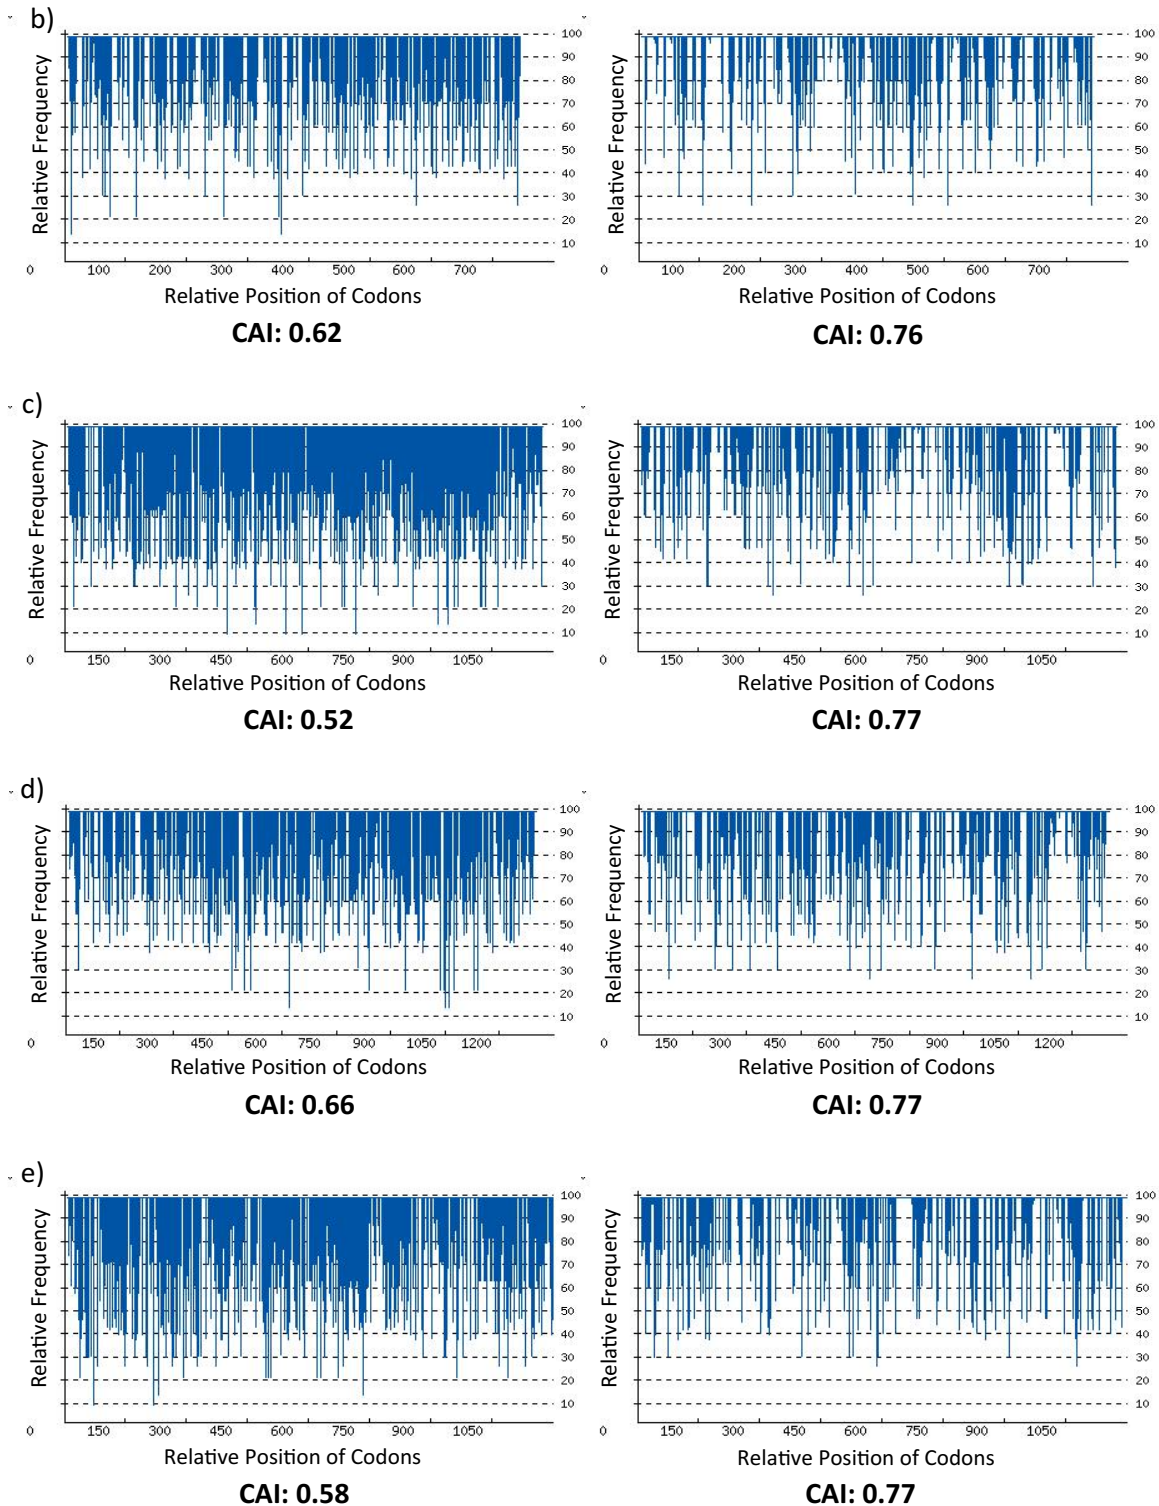 b)
100
90
80
70
60
50
40
30
20
10
Relative Frequency
0 100 200 300 400 500 600 700
Relative Position of Codons
CAI: 0.62
100
90
80
70
60
50
40
30
20
10
Relative Frequency
0 100 200 300 400 500 600 700
Relative Position of Codons
CAI: 0.76
c)
100
90
80
70
60
50
40
30
20
10
Relative Frequency
0 150 300 450 600 750 900 1050
Relative Position of Codons
CAI: 0.52
100
90
80
70
60
50
40
30
20
10
Relative Frequency
0 150 300 450 600 750 900 1050
Relative Position of Codons
CAI: 0.77
d)
100
90
80
70
60
50
40
30
20
10
Relative Frequency
0 150 300 450 600 750 900 1050 1200
Relative Position of Codons
CAI: 0.66
100
90
80
70
60
50
40
30
20
10
Relative Frequency
0 150 300 450 600 750 900 1050 1200
Relative Position of Codons
CAI: 0.77
e)
100
90
80
70
60
50
40
30
20
10
Relative Frequency
0 150 300 450 600 750 900 1050
Relative Position of Codons
CAI: 0.58
100
90
80
70
60
50
40
30
20
10
Relative Frequency
0 150 300 450 600 750 900 1050
Relative Position of Codons
CAI: 0.77